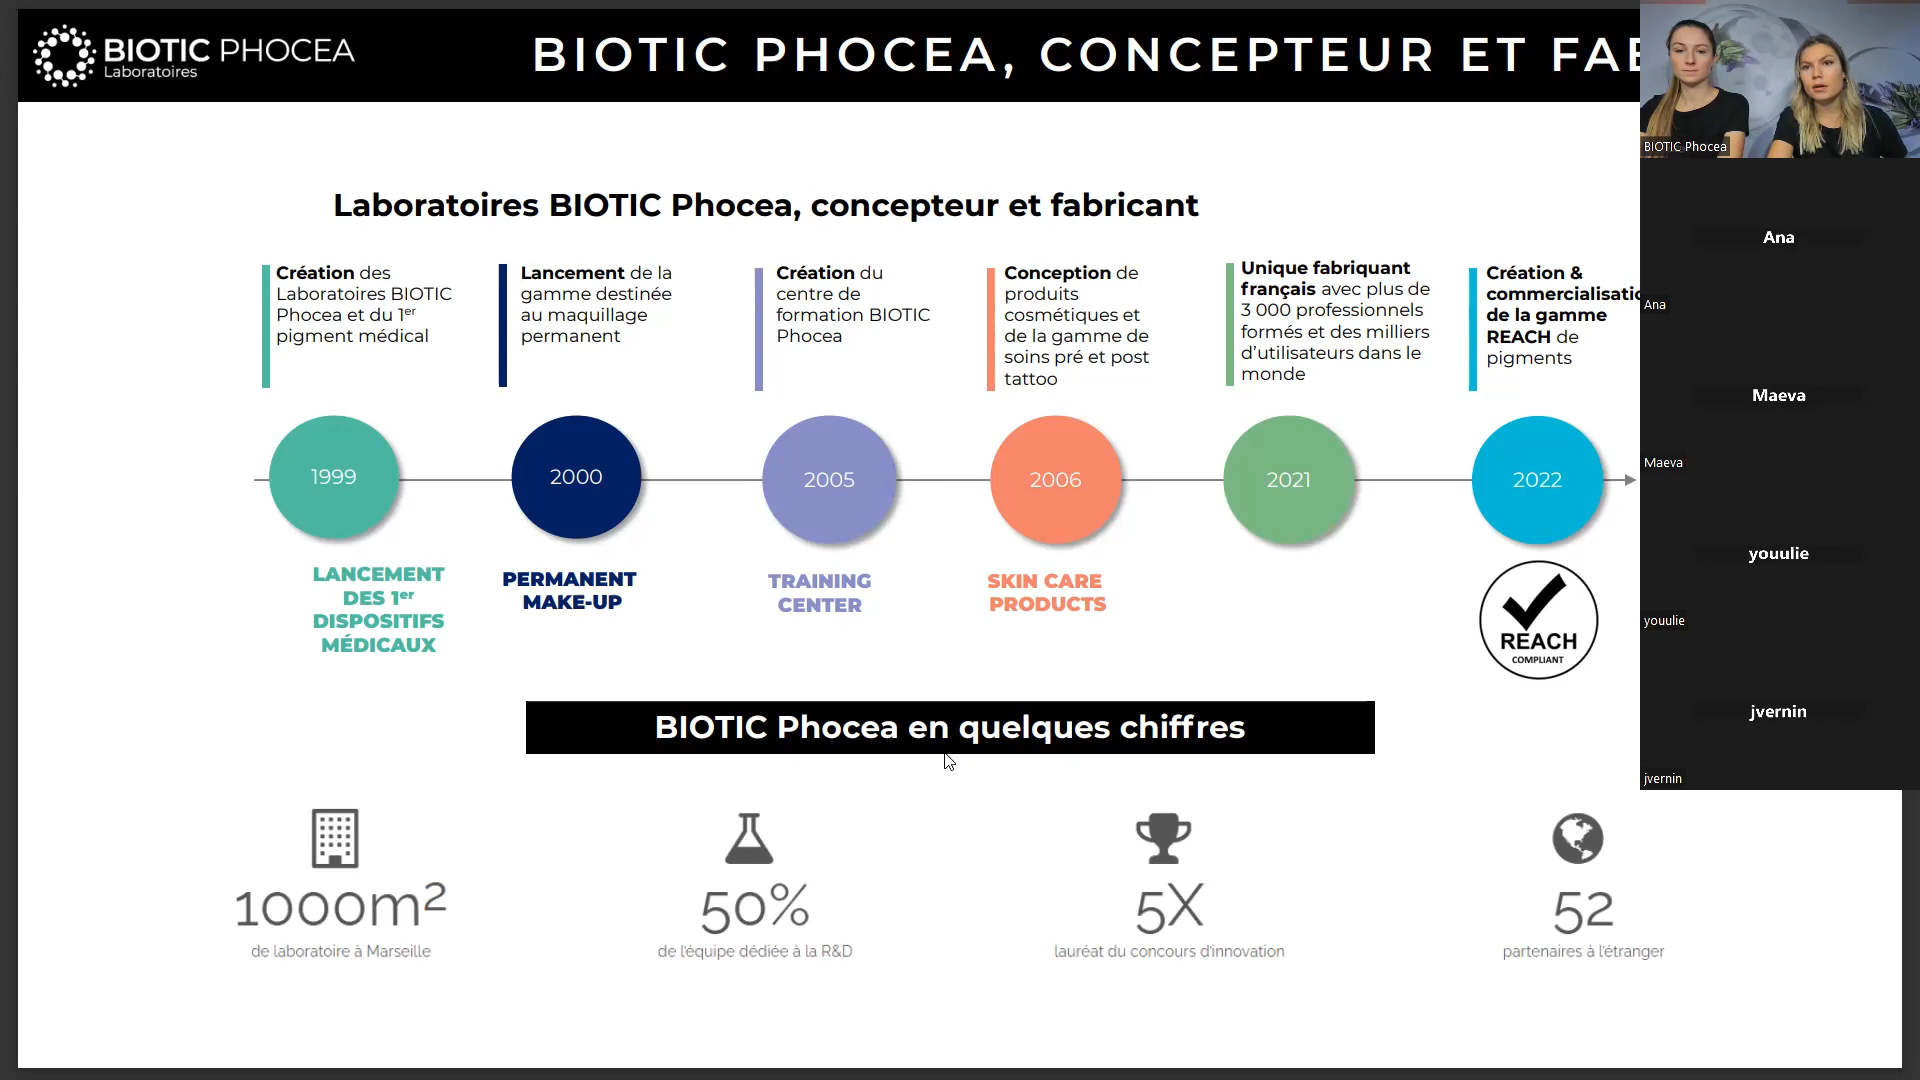 BIOTIC PHOCEA
Laboratoires
BIOTIC PHOCEA, CONCEPTEUR ET FAB
BIOTIC Phocea
Laboratoires BIOTIC Phocea, concepteur et fabricant
Création des
Laboratoires BIOTIC
Phocea et du 1er
pigment médical
Lancement de la
gamme destinée
au maquillage
permanent
Création du
centre de
formation BIOTIC
Phocea
Conception de
produits
cosmétiques et
de la gamme de
soins pré et post
tattoo
Unique fabriquant
français avec plus de
3 000 professionnels
formés et des milliers
d’utilisateurs dans le
monde
Création &
commercialisatio
de la gamme
REACH de
pigments
1999
2000
2005
2006
2021
2022
LANCEMENT
DES 1er
DISPOSITIFS
MÉDICAUX
PERMANENT
MAKE-UP
TRAINING
CENTER
SKIN CARE
PRODUCTS
REACH
COMPLIANT
BIOTIC Phocea en quelques chiffres
1000m²
de laboratoire à Marseille
50%
de l'équipe dédiée à la R&D
5X
lauréat du concours d'innovation
52
partenaires à l'étranger
Ana
Ana
Maeva
Maeva
youulie
youulie
jvernin
jvernin